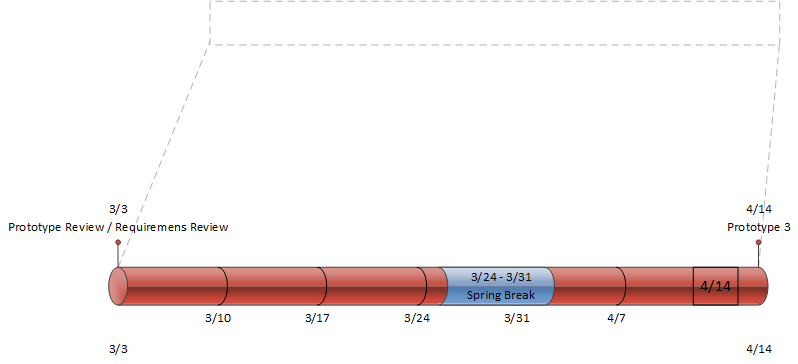 3/3
4/14
Prototype Review / Requiremens Review
Prototype 3
3/24 - 3/31
Spring Break
4/14
3/10
3/17
3/24
3/31
4/7
3/3
4/14